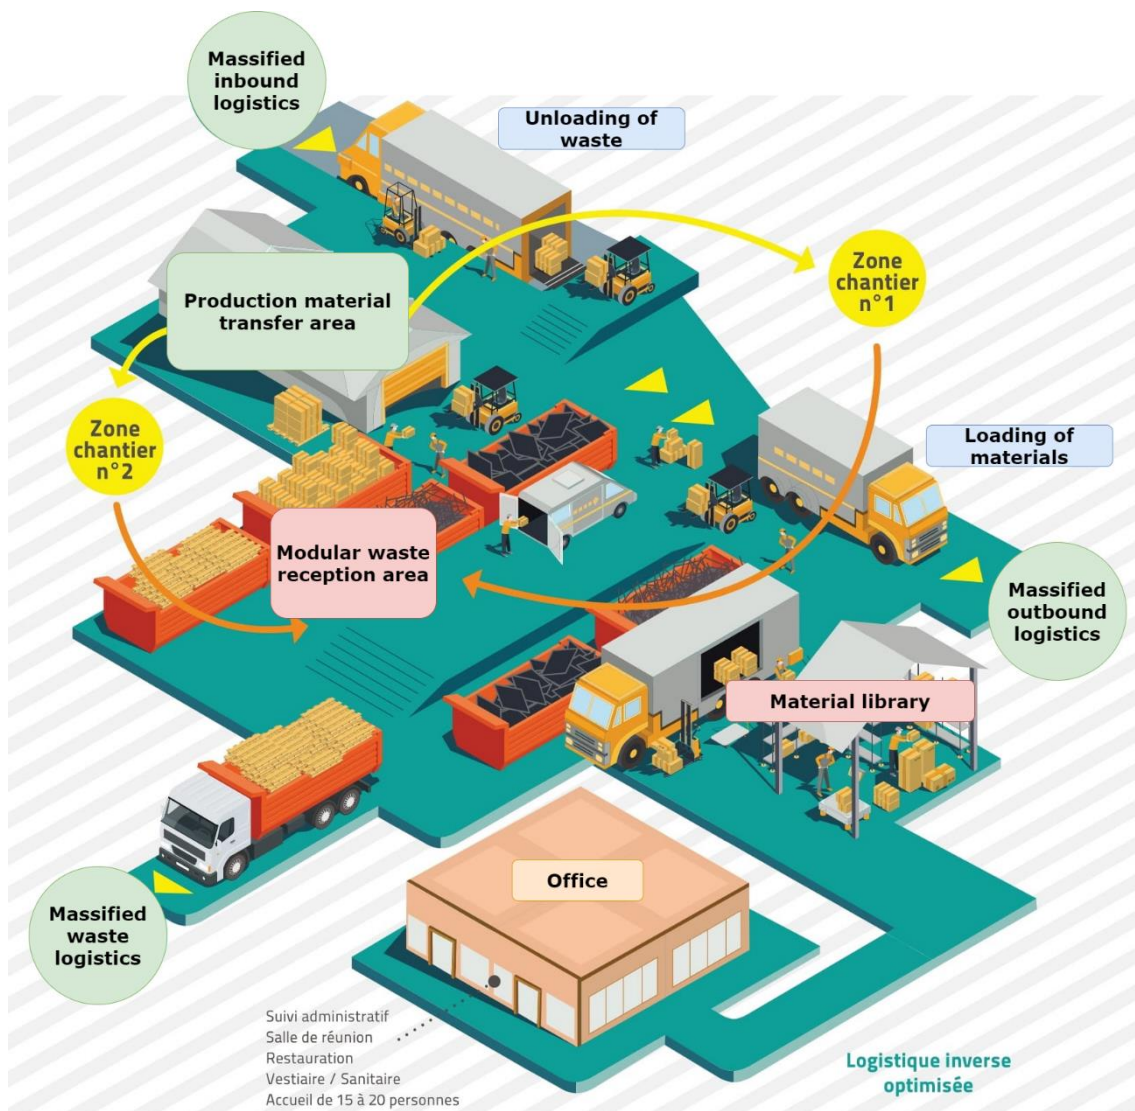 Massified
inbound
logistics
Unloading of
waste
Zone
chantier
n°1
Production material
transfer area
Zone
chantier
n°2
Loading of
materials
Modular waste
reception area
Massified
outbound
logistics
Material library
Office
Massified
waste
logistics
Suivi administratif
Salle de réunion
Restauration
Vestiaire / Sanitaire
Accueil de 15 à 20 personnes
Logistique inverse
optimisée